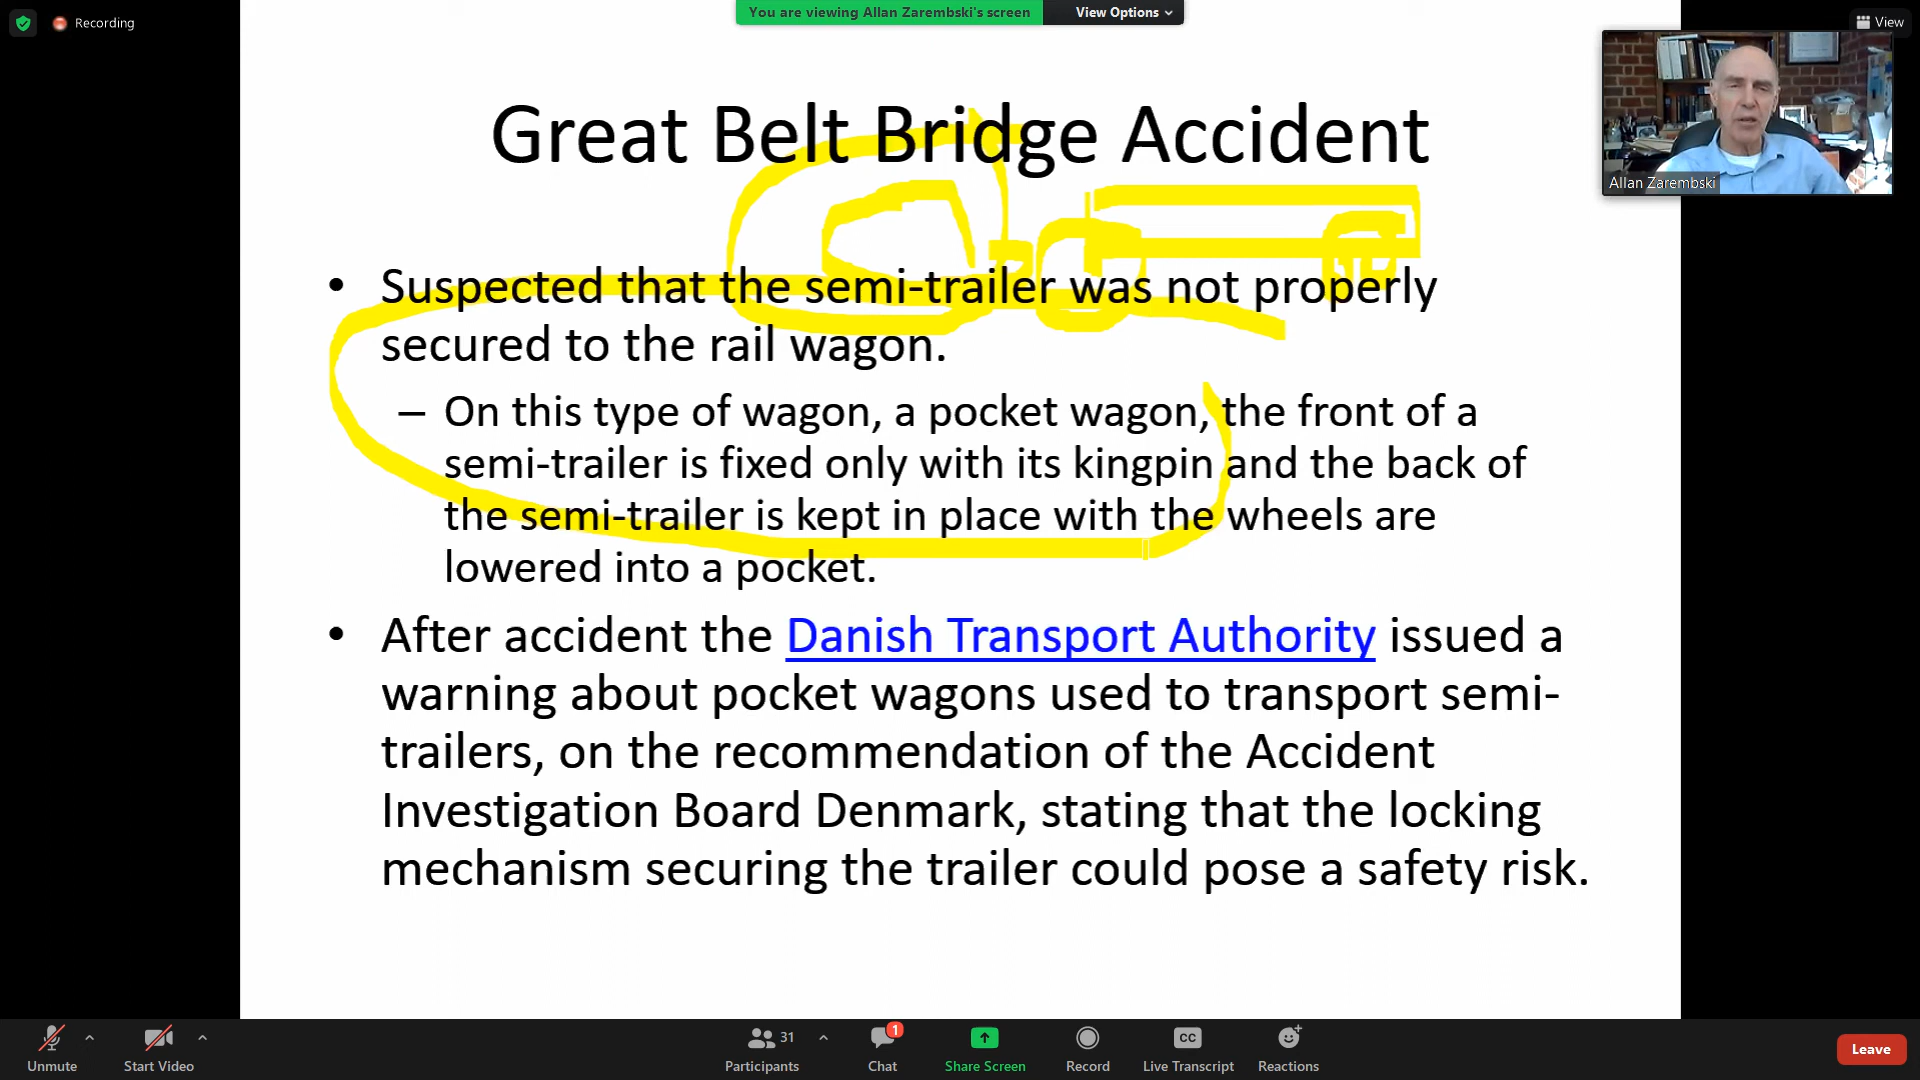 Recording
You are viewing Allan Zarembski's screen
View Options
View
Allan Zarembski
Great Belt Bridge Accident
• Suspected that the semi-trailer was not properly
secured to the rail wagon.
– On this type of wagon, a pocket wagon, the front of a
semi-trailer is fixed only with its kingpin and the back of
the semi-trailer is kept in place with the wheels are
lowered into a pocket.
• After accident the Danish Transport Authority issued a
warning about pocket wagons used to transport semi-
trailers, on the recommendation of the Accident
Investigation Board Denmark, stating that the locking
mechanism securing the trailer could pose a safety risk.
Unmute
Start Video
31
Participants
1
Chat
Share Screen
Record
CC
Live Transcript
Reactions
Leave